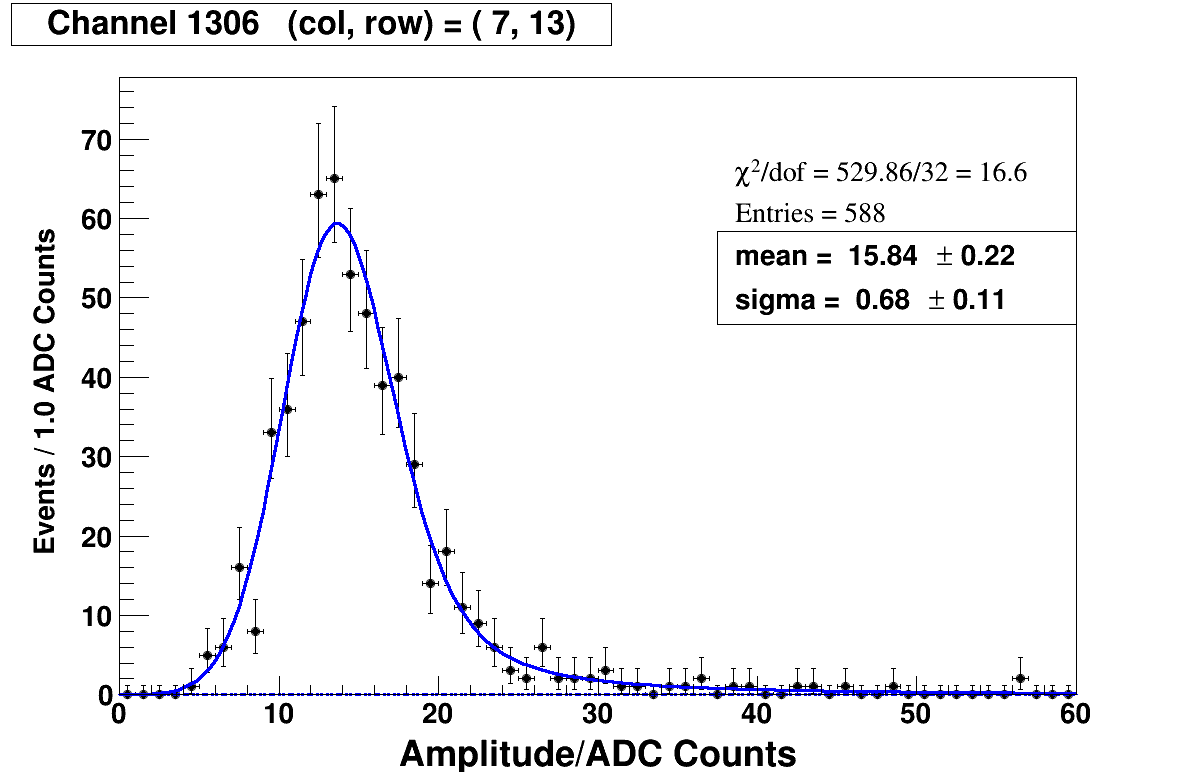 Channel 1306 (col, row) = ( 7, 13)
χ²/dof = 529.86/32 = 16.6
Entries = 588
mean = 15.84 ± 0.22
sigma = 0.68 ± 0.11
Events / 1.0 ADC Counts
70
60
50
40
30
20
10
0
0 10 20 30 40 50 60
Amplitude/ADC Counts